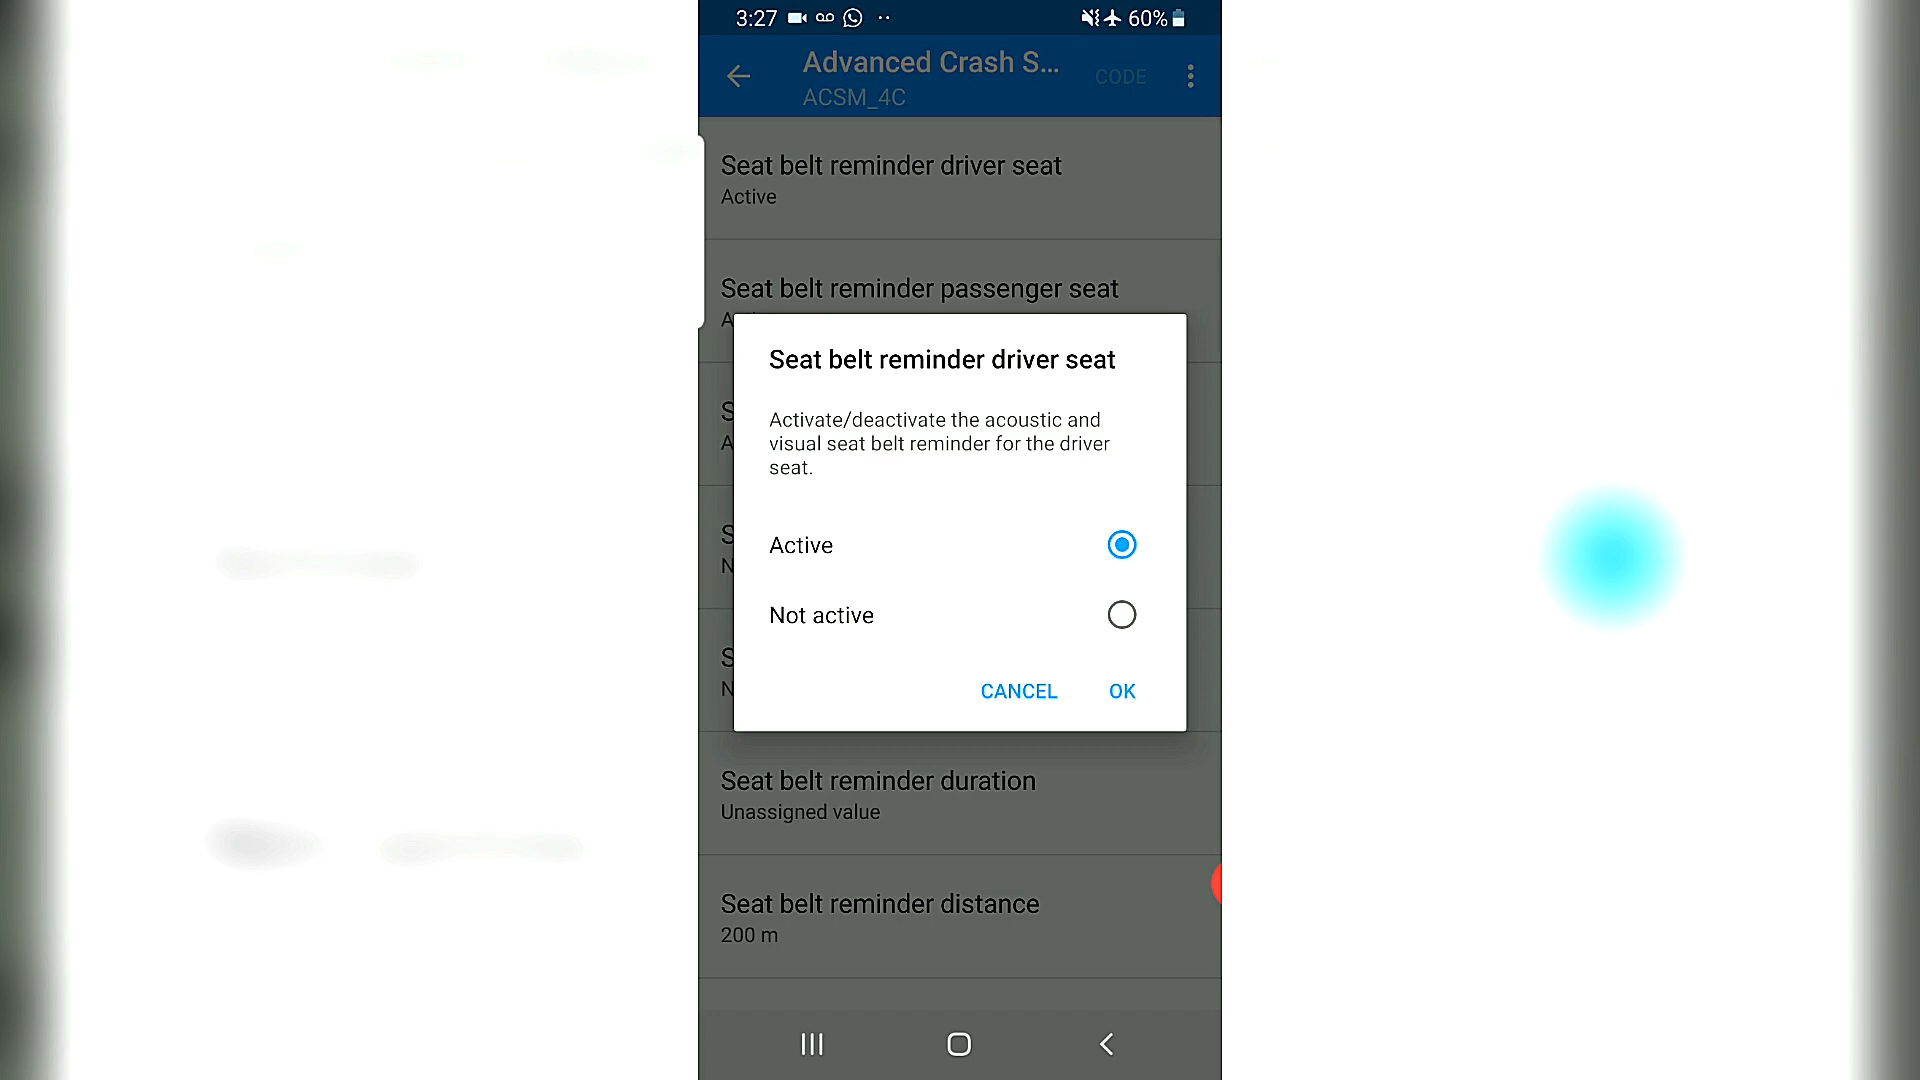 3:27 60%
Advanced Crash S...
ACSM_4C
CODE
Seat belt reminder driver seat
Active
Seat belt reminder passenger seat
A
Seat belt reminder driver seat
Activate/deactivate the acoustic and
visual seat belt reminder for the driver
seat.
S
A
S
N
Active
Not active
S
N
CANCEL OK
Seat belt reminder duration
Unassigned value
Seat belt reminder distance
200 m